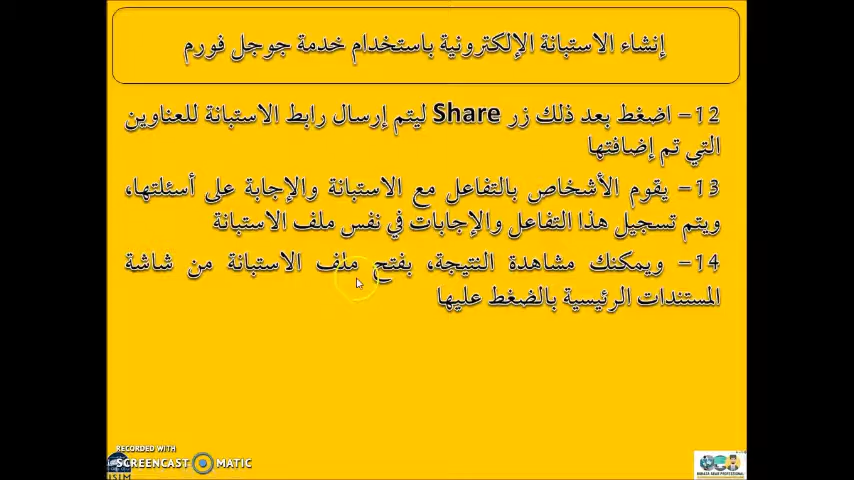 إنشاء الاستبانة الإلكترونية باستخدام خدمة جوجل فورم
12- اضغط بعد ذلك زر Share ليتم إرسال رابط الاستبانة للعناوين
التي تم إضافتها
13- يقوم الأشخاص بالتفاعل مع الاستبانة والإجابة على أسئلتها،
ويتم تسجيل هذا التفاعل والإجابات في نفس ملف الاستبانة
14- ويمكنك مشاهدة النتيجة، بفتح ملف الاستبانة من شاشة
المستندات الرئيسية بالضغط عليها
RECORDED WITH
SCREENCAST MATIC